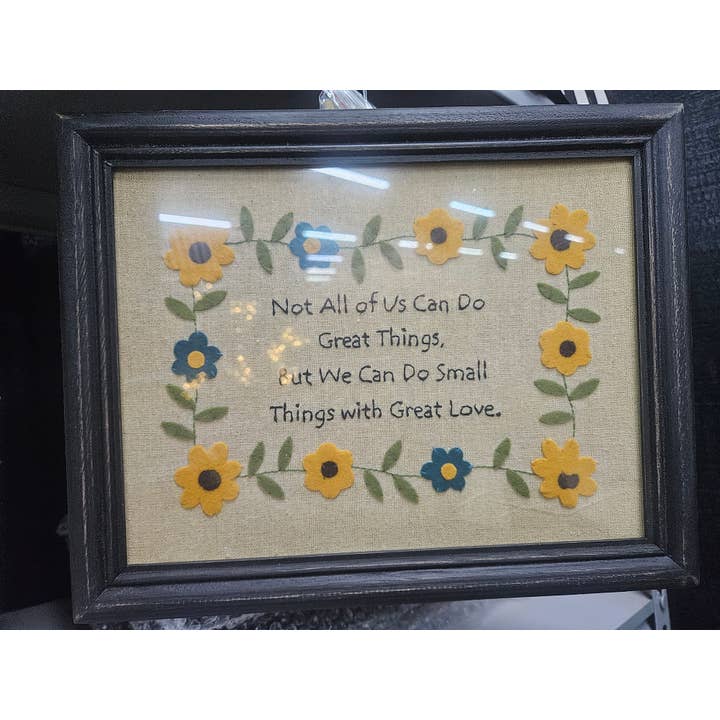 Not All of Us Can Do
Great Things,
But We Can Do Small
Things with Great Love.